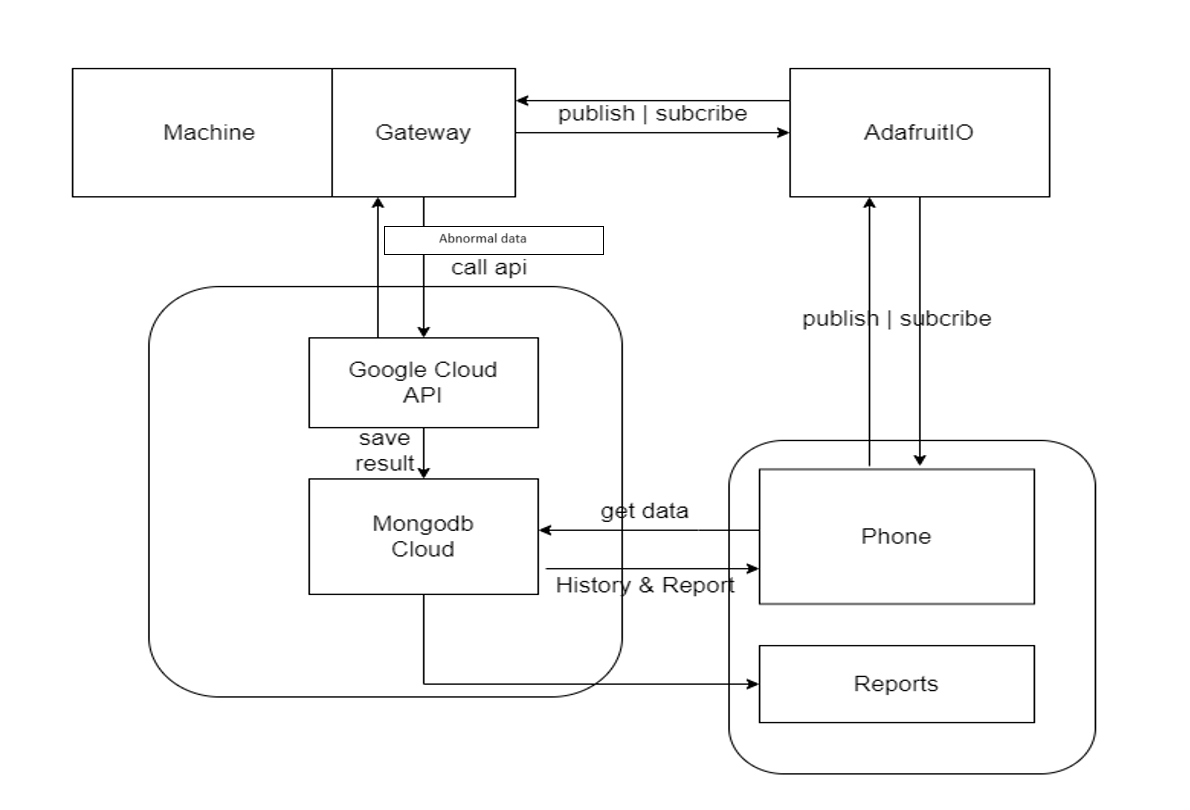 Machine
Gateway
publish | subcribe
AdafruitIO
Abnormal data
call api
publish | subcribe
Google Cloud
API
save
result
Mongodb
Cloud
get data
History & Report
Phone
Reports